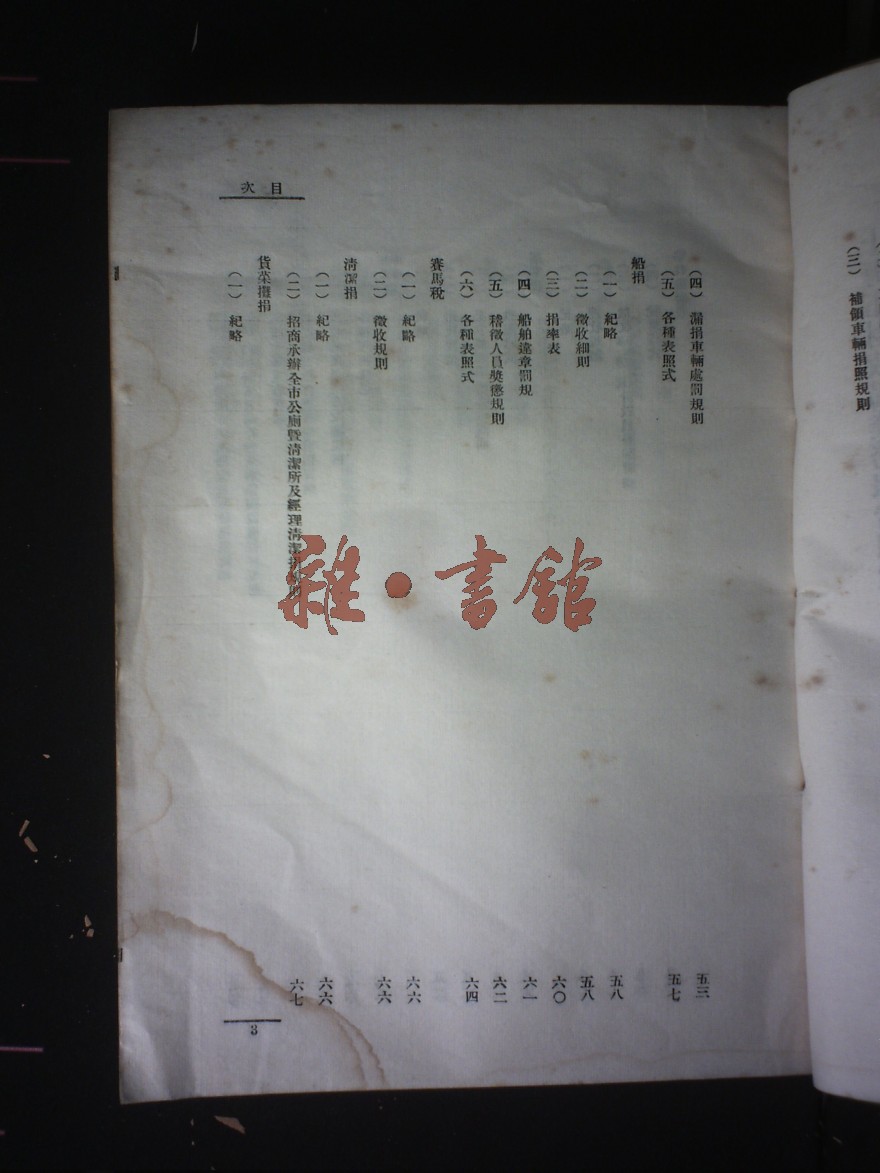 目次
（四）　漏捐車輛處罰規則　五三
（五）　各種表照式　五七
船捐
（一）　紀略　五八
（二）　徵收細則　五八
（三）　捐率表　六〇
（四）　船舶違章罰規　六一
（五）　稽徵人員獎懲規則　六二
（六）　各種表照式　六四
賽馬稅
（一）　紀略　六六
（二）　徵收規則　六六
清潔捐
（一）　紀略　六六
（二）　招商承辦全市公廁暨清潔所及經理清潔捐　則　六七
貨菜攤捐
（一）　紀略
3
（三）　補領車輛捐照規則
雜・書館